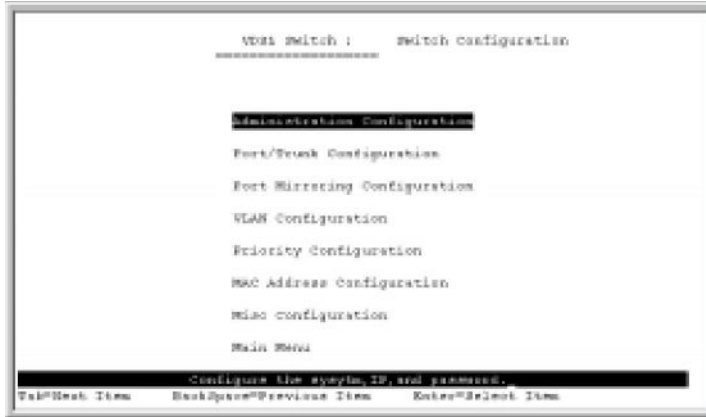 VDSL Switch : Switch Configuration
====================
Administration Configuration
Port/Trunk Configuration
Port Mirroring Configuration
VLAN Configuration
Priority Configuration
MAC Address Configuration
Misc Configuration
Main Menu
Configure the IP, and password.
Tab=Next Item BackSpace=Previous Item Enter=Select Item